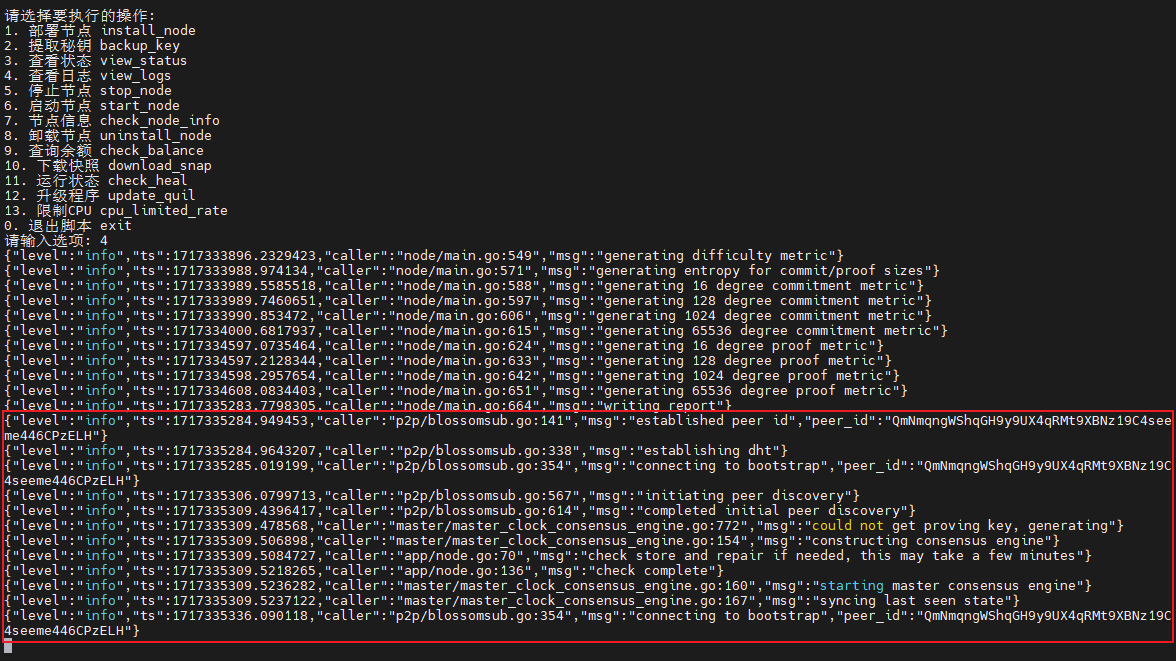 请选择要执行的操作:
1. 部署节点 install_node
2. 提取秘钥 backup_key
3. 查看状态 view_status
4. 查看日志 view_logs
5. 停止节点 stop_node
6. 启动节点 start_node
7. 节点信息 check_node_info
8. 卸载节点 uninstall_node
9. 查询余额 check_balance
10. 下载快照 download_snap
11. 运行状态 check_heal
12. 升级程序 update_quil
13. 限制CPU cpu_limited_rate
0. 退出脚本 exit
请输入选项: 4
{"level":"info","ts":1717333896.2329423,"caller":"node/main.go:549","msg":"generating difficulty metric"}
{"level":"info","ts":1717333988.974134,"caller":"node/main.go:571","msg":"generating entropy for commit/proof sizes"}
{"level":"info","ts":1717333989.5585518,"caller":"node/main.go:588","msg":"generating 16 degree commitment metric"}
{"level":"info","ts":1717333989.7460651,"caller":"node/main.go:597","msg":"generating 128 degree commitment metric"}
{"level":"info","ts":1717333990.853472,"caller":"node/main.go:606","msg":"generating 1024 degree commitment metric"}
{"level":"info","ts":1717334000.6817937,"caller":"node/main.go:615","msg":"generating 65536 degree commitment metric"}
{"level":"info","ts":1717334597.0735464,"caller":"node/main.go:624","msg":"generating 16 degree proof metric"}
{"level":"info","ts":1717334597.2128344,"caller":"node/main.go:633","msg":"generating 128 degree proof metric"}
{"level":"info","ts":1717334598.2957654,"caller":"node/main.go:642","msg":"generating 1024 degree proof metric"}
{"level":"info","ts":1717334608.0834403,"caller":"node/main.go:651","msg":"generating 65536 degree proof metric"}
{"level":"info","ts":1717335283.7798305,"caller":"node/main.go:664","msg":"writing report"}
{"level":"info","ts":1717335284.949453,"caller":"p2p/blossomsub.go:141","msg":"established peer id","peer_id":"QmNmqngWShqGH9y9UX4qRMt9XBNz19C4see
me446CPzELH"}
{"level":"info","ts":1717335284.9643207,"caller":"p2p/blossomsub.go:338","msg":"establishing dht"}
{"level":"info","ts":1717335285.019199,"caller":"p2p/blossomsub.go:354","msg":"connecting to bootstrap","peer_id":"QmNmqngWShqGH9y9UX4qRMt9XBNz19C
4seeme446CPzELH"}
{"level":"info","ts":1717335306.0799713,"caller":"p2p/blossomsub.go:567","msg":"initiating peer discovery"}
{"level":"info","ts":1717335309.4396417,"caller":"p2p/blossomsub.go:614","msg":"completed initial peer discovery"}
{"level":"info","ts":1717335309.478568,"caller":"master/master_clock_consensus_engine.go:772","msg":"could not get proving key, generating"}
{"level":"info","ts":1717335309.506898,"caller":"master/master_clock_consensus_engine.go:154","msg":"constructing consensus engine"}
{"level":"info","ts":1717335309.5084727,"caller":"app/node.go:70","msg":"check store and repair if needed, this may take a few minutes"}
{"level":"info","ts":1717335309.5218265,"caller":"app/node.go:136","msg":"check complete"}
{"level":"info","ts":1717335309.5236282,"caller":"master/master_clock_consensus_engine.go:160","msg":"starting master consensus engine"}
{"level":"info","ts":1717335309.5237122,"caller":"master/master_clock_consensus_engine.go:167","msg":"syncing last seen state"}
{"level":"info","ts":1717335336.090118,"caller":"p2p/blossomsub.go:354","msg":"connecting to bootstrap","peer_id":"QmNmqngWShqGH9y9UX4qRMt9XBNz19C
4seeme446CPzELH"}